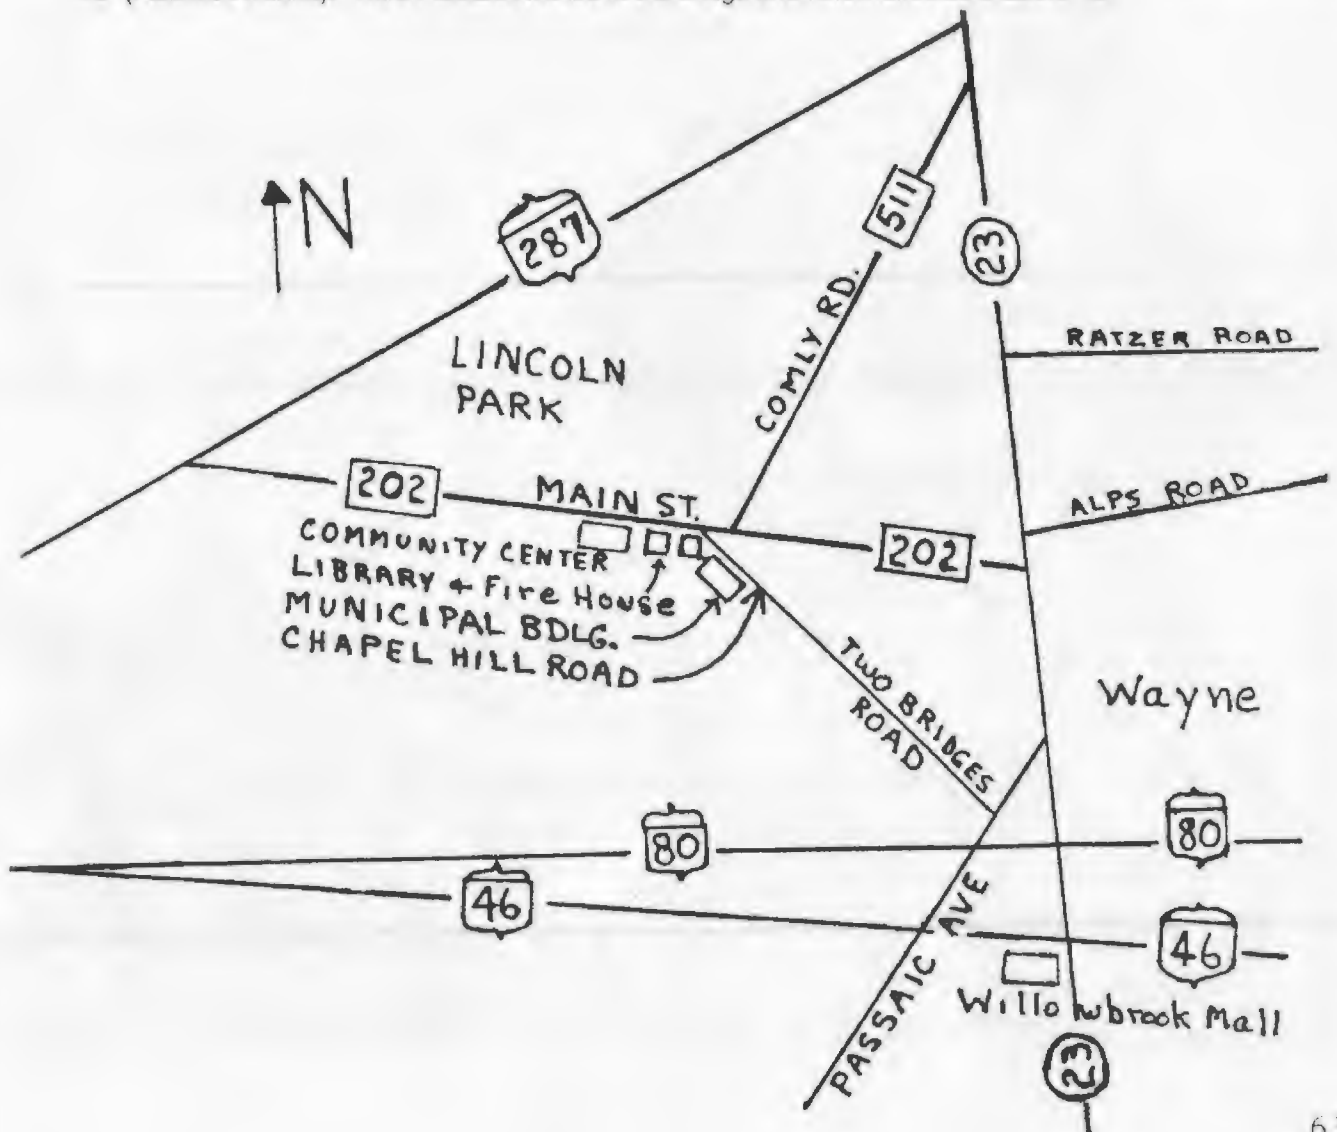 N
287
511
23
COMLY RD.
RATZER ROAD
LINCOLN
PARK
ALPS ROAD
202
MAIN ST.
202
COMMUNITY CENTER
LIBRARY + Fire House
MUNICIPAL BDLG.
CHAPEL HILL ROAD
TWO BRIDGES
ROAD
Wayne
80
80
46
46
PASSAIC AVE
Willowbrook Mall
23